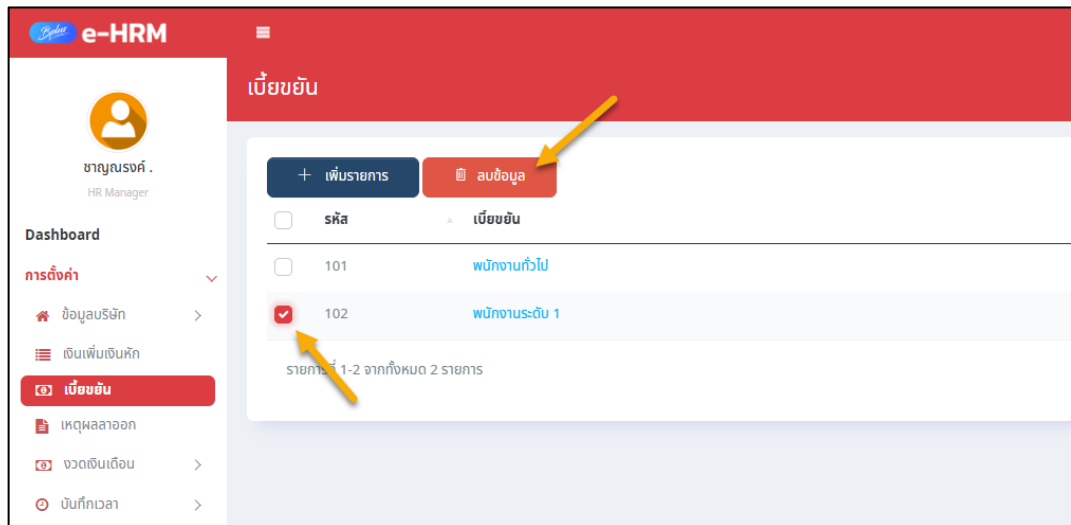 Bplus e-HRM
เบี้ยขยัน
ชาญณรงค์ .
HR Manager
Dashboard
การตั้งค่า
ข้อมูลบริษัท
เงินเพิ่มเงินหัก
เบี้ยขยัน
เหตุผลลาออก
งวดเงินเดือน
บันทึกเวลา
เพิ่มรายการ ลบข้อมูล
รหัส เบี้ยขยัน
101 พนักงานทั่วไป
102 พนักงานระดับ 1
รายการที่ 1-2 จากทั้งหมด 2 รายการ